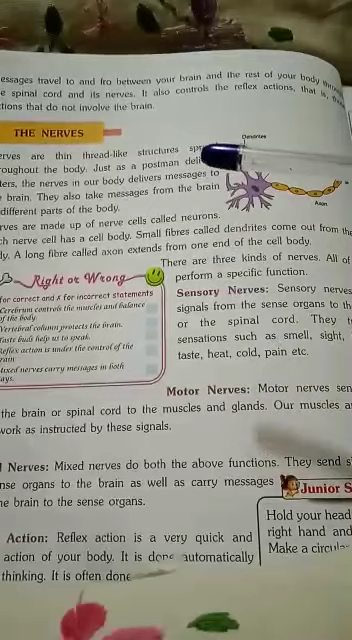 essages travel to and fro between your brain and the rest of your body
e spinal cord and its nerves. It also controls the reflex actions, that is,
tions that do not involve the brain.
THE NERVES
Dendrites
erves are thin thread-like structures
roughout the body. Just as a postman
ters, the nerves in our body delivers messages to
e brain. They also take messages from the brain
different parts of the body.
Axon
rves are made up of nerve cells called neurons.
ch nerve cell has a cell body. Small fibres called dendrites come out from the
dy. A long fibre called axon extends from one end of the cell body.
There are three kinds of nerves. All of
perform a specific function.
Right or Wrong
for correct and x for incorrect statements
Cerebrum controls the muscles and balance
of the body.
Vertebral column protects the brain.
Taste buds help us to speak.
Reflex action is under the control of the
rain
Mixed nerves carry messages in both
ays.
Sensory Nerves: Sensory nerves
signals from the sense organs to th
or the spinal cord. They
sensations such as smell, sight,
taste, heat, cold, pain etc.
Motor Nerves: Motor nerves sen
the brain or spinal cord to the muscles and glands. Our muscles a
work as instructed by these signals.
d Nerves: Mixed nerves do both the above functions. They send s
nse organs to the brain as well as carry messages
he brain to the sense organs.
Junior S
Hold your head
right hand and
Make a circular
Action: Reflex action is a very quick and
action of your body. It is done automatically
thinking. It is often done